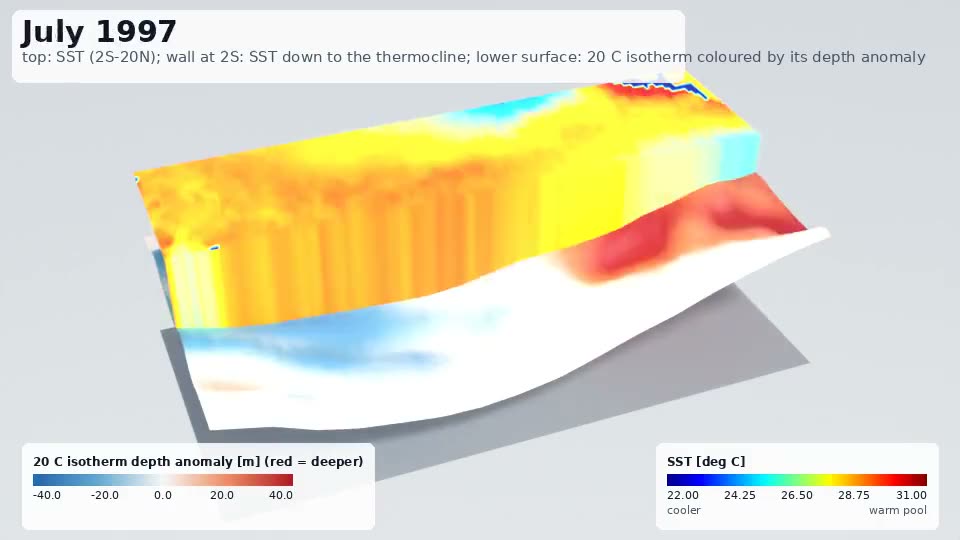 July 1997
top: SST (2S-20N); wall at 2S: SST down to the thermocline; lower surface: 20 C isotherm coloured by its depth anomaly
20 C isotherm depth anomaly [m] (red = deeper)
-40.0 -20.0 0.0 20.0 40.0
SST [deg C]
22.00 24.25 26.50 28.75 31.00
cooler warm pool